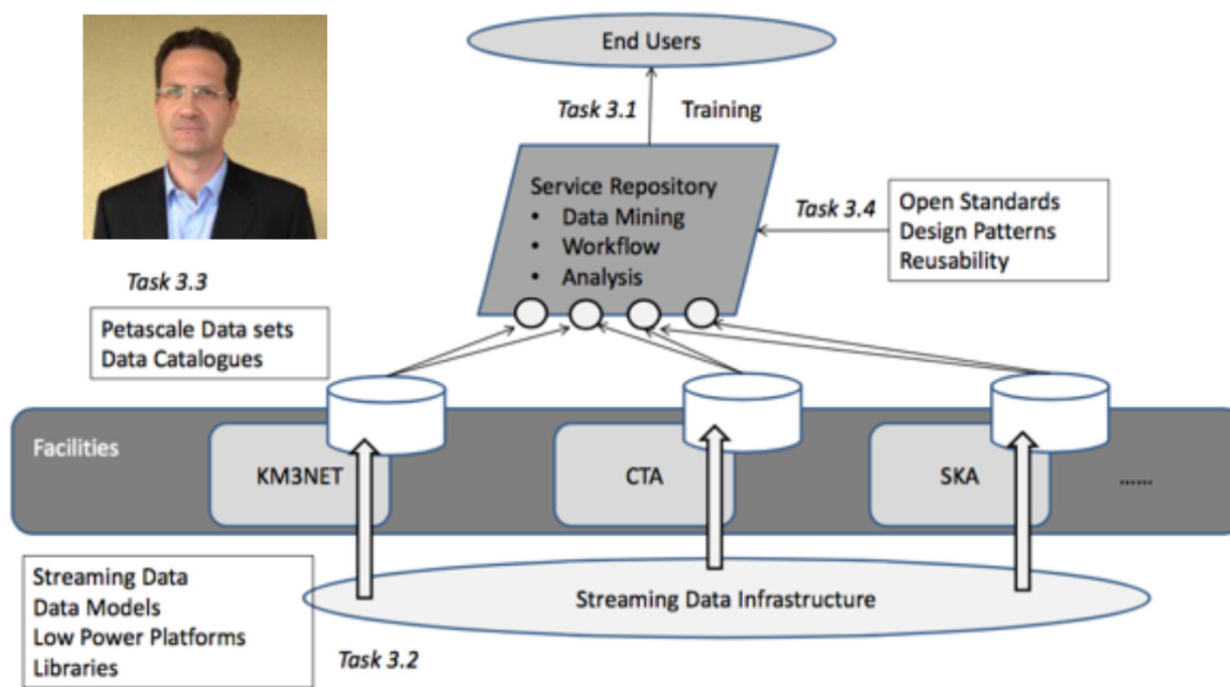 End Users
Task 3.1 Training
Service Repository
• Data Mining
• Workflow
• Analysis
Task 3.4
Open Standards
Design Patterns
Reusability
Task 3.3
Petascale Data sets
Data Catalogues
Facilities
KM3NET
CTA
SKA
......
Streaming Data
Data Models
Low Power Platforms
Libraries
Streaming Data Infrastructure
Task 3.2